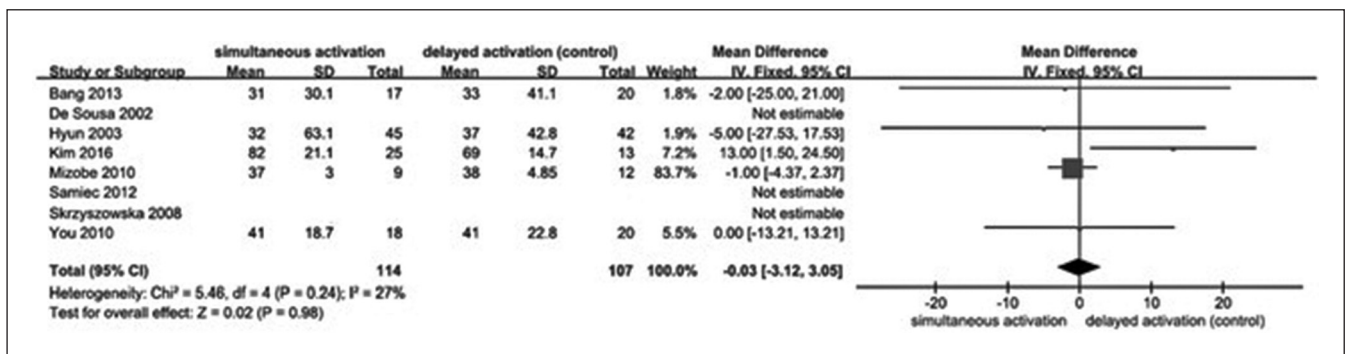 simultaneous activation delayed activation (control) Mean Difference Mean Difference
Study or Subgroup Mean SD Total Mean SD Total Weight IV, Fixed, 95% CI IV, Fixed, 95% CI
Bang 2013 31 30.1 17 33 41.1 20 1.8% -2.00 [-25.00, 21.00]
De Sousa 2002 Not estimable
Hyun 2003 32 63.1 45 37 42.8 42 1.9% -5.00 [-27.53, 17.53]
Kim 2016 82 21.1 25 69 14.7 13 7.2% 13.00 [1.50, 24.50]
Mizobe 2010 37 3 9 38 4.85 12 83.7% -1.00 [-4.37, 2.37]
Samiec 2012 Not estimable
Skrzyszowska 2008 Not estimable
You 2010 41 18.7 18 41 22.8 20 5.5% 0.00 [-13.21, 13.21]
Total (95% CI) 114 107 100.0% -0.03 [-3.12, 3.05]
Heterogeneity: Chi² = 5.46, df = 4 (P = 0.24); I² = 27%
Test for overall effect: Z = 0.02 (P = 0.98)
-20 -10 0 10 20
simultaneous activation delayed activation (control)